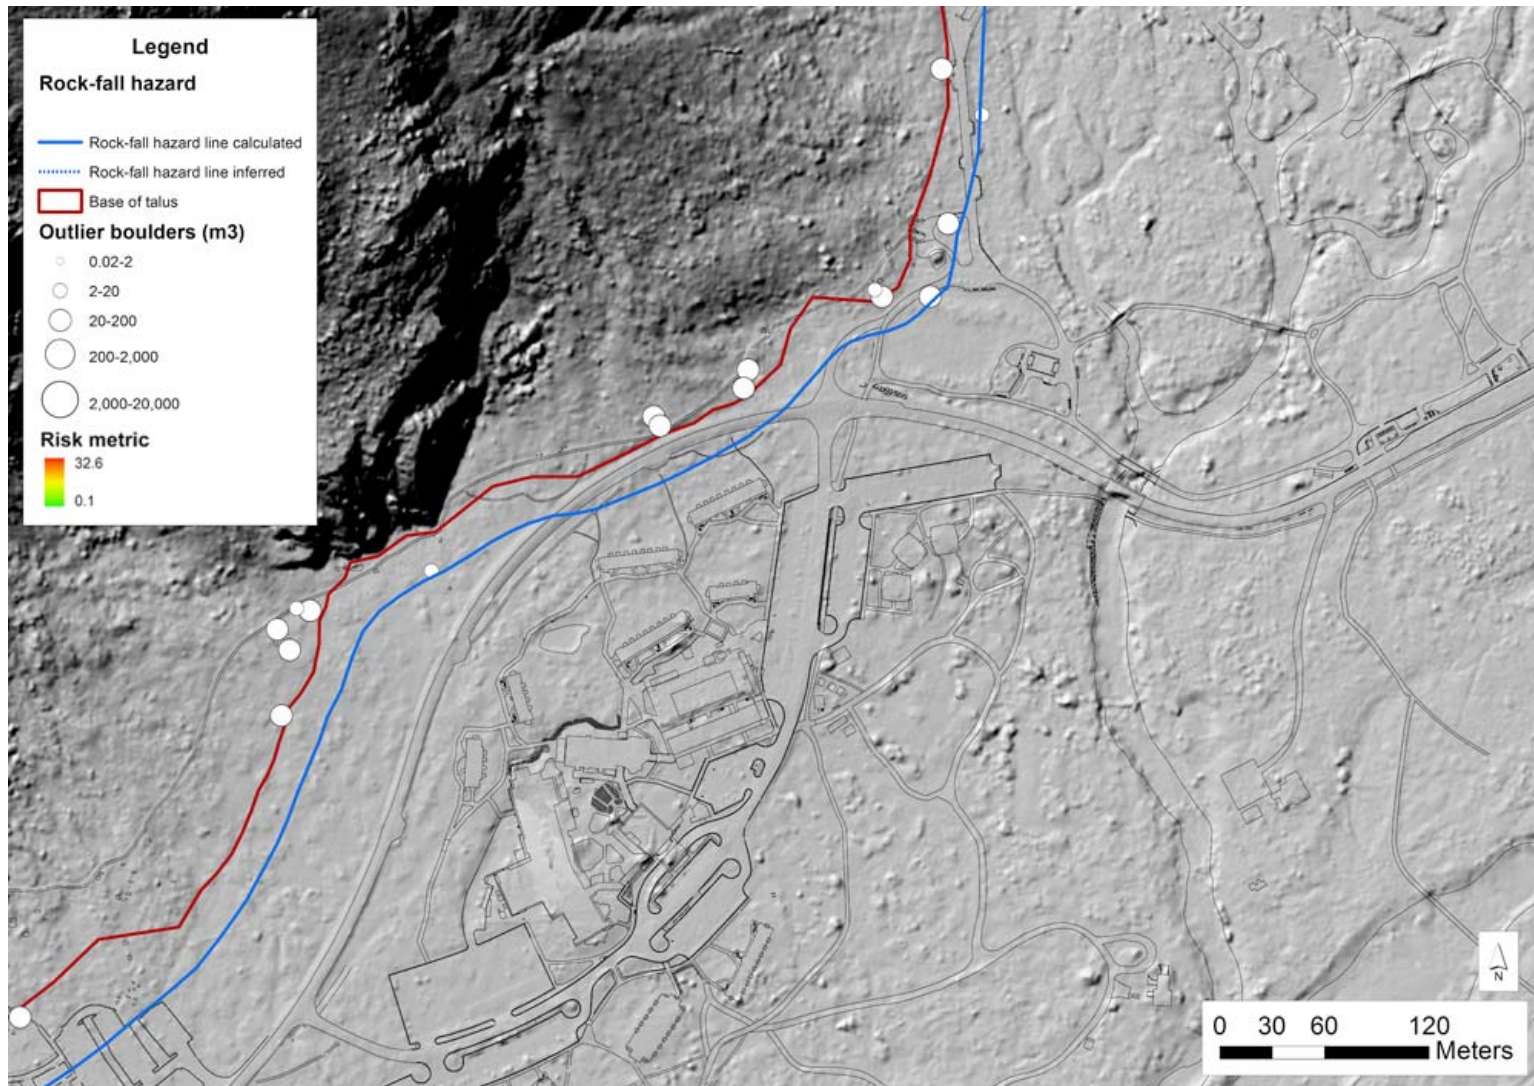 Legend
Rock-fall hazard
Rock-fall hazard line calculated
Rock-fall hazard line inferred
Base of talus
Outlier boulders (m3)
0.02-2
2-20
20-200
200-2,000
2,000-20,000
Risk metric
32.6
0.1
N
0 30 60 120
Meters